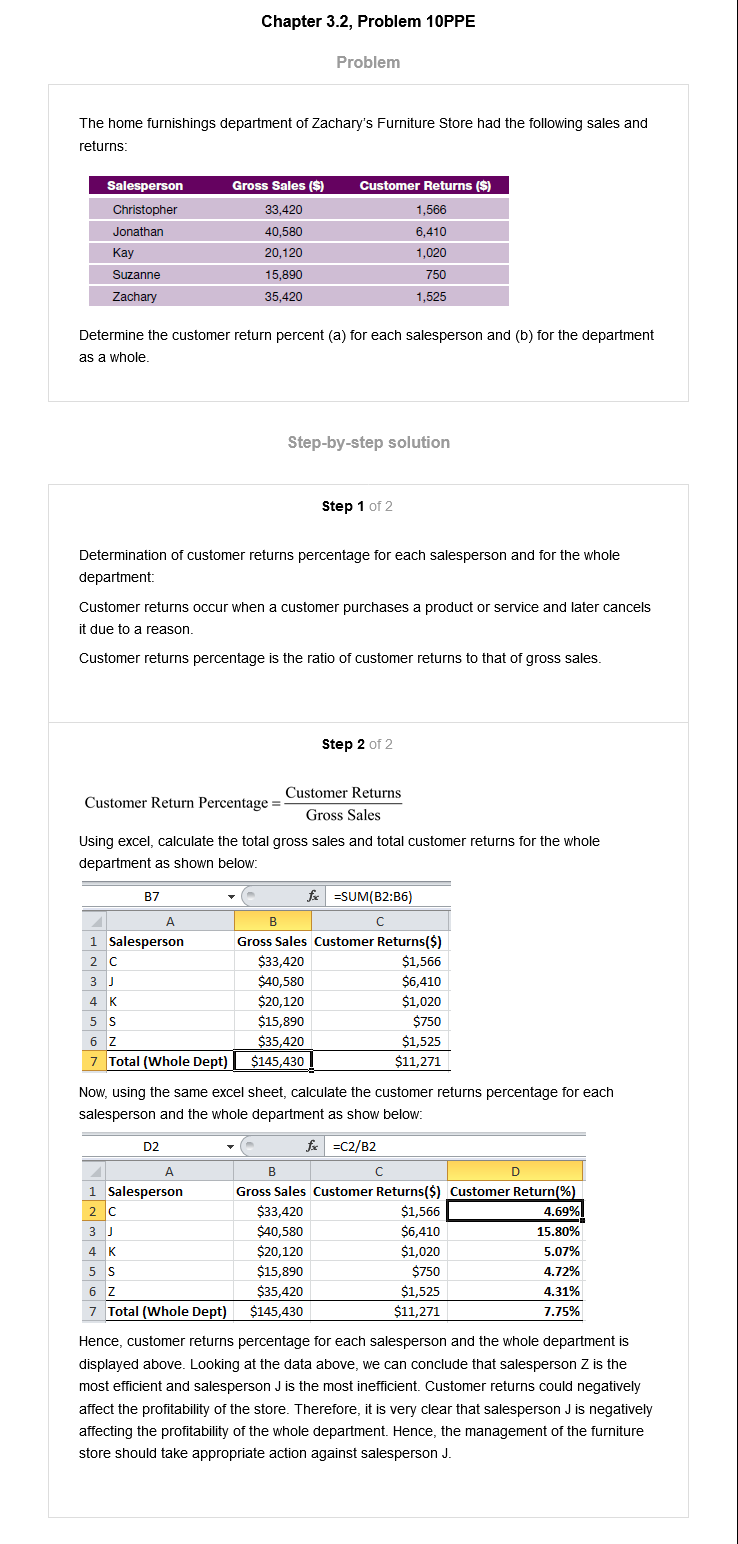 Chapter 3.2, Problem 10PPE
Problem
The home furnishings department of Zachary's Furniture Store had the following sales and
returns:
Salesperson Gross Sales ($) Customer Returns ($)
Christopher 33,420 1,566
Jonathan 40,580 6,410
Kay 20,120 1,020
Suzanne 15,890 750
Zachary 35,420 1,525
Determine the customer return percent (a) for each salesperson and (b) for the department
as a whole.
Step-by-step solution
Step 1 of 2
Determination of customer returns percentage for each salesperson and for the whole
department:
Customer returns occur when a customer purchases a product or service and later cancels
it due to a reason.
Customer returns percentage is the ratio of customer returns to that of gross sales.
Step 2 of 2
Customer Return Percentage = Customer Returns
Gross Sales
Using excel, calculate the total gross sales and total customer returns for the whole
department as shown below:
B7 fx =SUM(B2:B6)
A B C
1 Salesperson Gross Sales Customer Returns($)
2 C $33,420 $1,566
3 J $40,580 $6,410
4 K $20,120 $1,020
5 S $15,890 $750
6 Z $35,420 $1,525
7 Total (Whole Dept) $145,430 $11,271
Now, using the same excel sheet, calculate the customer returns percentage for each
salesperson and the whole department as show below:
D2 fx =C2/B2
A B C D
1 Salesperson Gross Sales Customer Returns($) Customer Return(%)
2 C $33,420 $1,566 4.69%
3 J $40,580 $6,410 15.80%
4 K $20,120 $1,020 5.07%
5 S $15,890 $750 4.72%
6 Z $35,420 $1,525 4.31%
7 Total (Whole Dept) $145,430 $11,271 7.75%
Hence, customer returns percentage for each salesperson and the whole department is
displayed above. Looking at the data above, we can conclude that salesperson Z is the
most efficient and salesperson J is the most inefficient. Customer returns could negatively
affect the profitability of the store. Therefore, it is very clear that salesperson J is negatively
affecting the profitability of the whole department. Hence, the management of the furniture
store should take appropriate action against salesperson J.